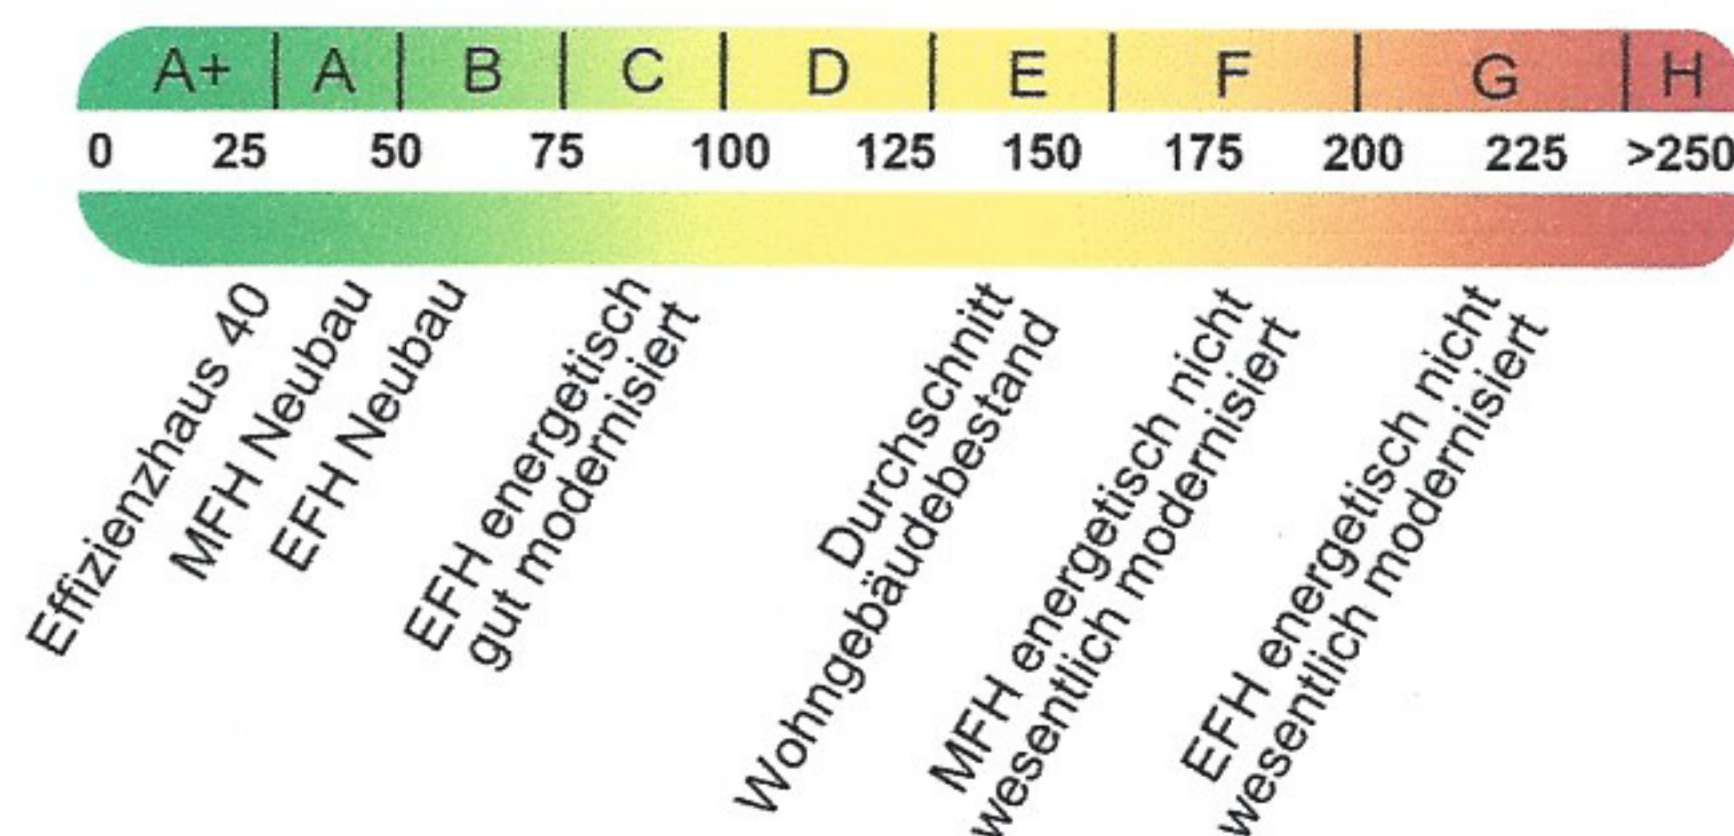 A+ A B C D E F G H
0 25 50 75 100 125 150 175 200 225 >250
Effizienzhaus 40
MFH Neubau
EFH Neubau
EFH energetisch
gut modernisiert
Durchschnitt
Wohngebäudebestand
MFH energetisch nicht
wesentlich modernisiert
EFH energetisch nicht
wesentlich modernisiert